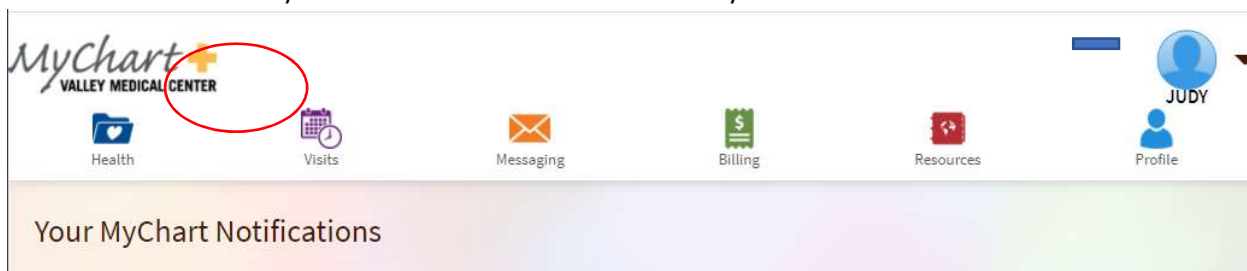 MyChart
VALLEY MEDICAL CENTER
JUDY
Health Visits Messaging Billing Resources Profile
Your MyChart Notifications